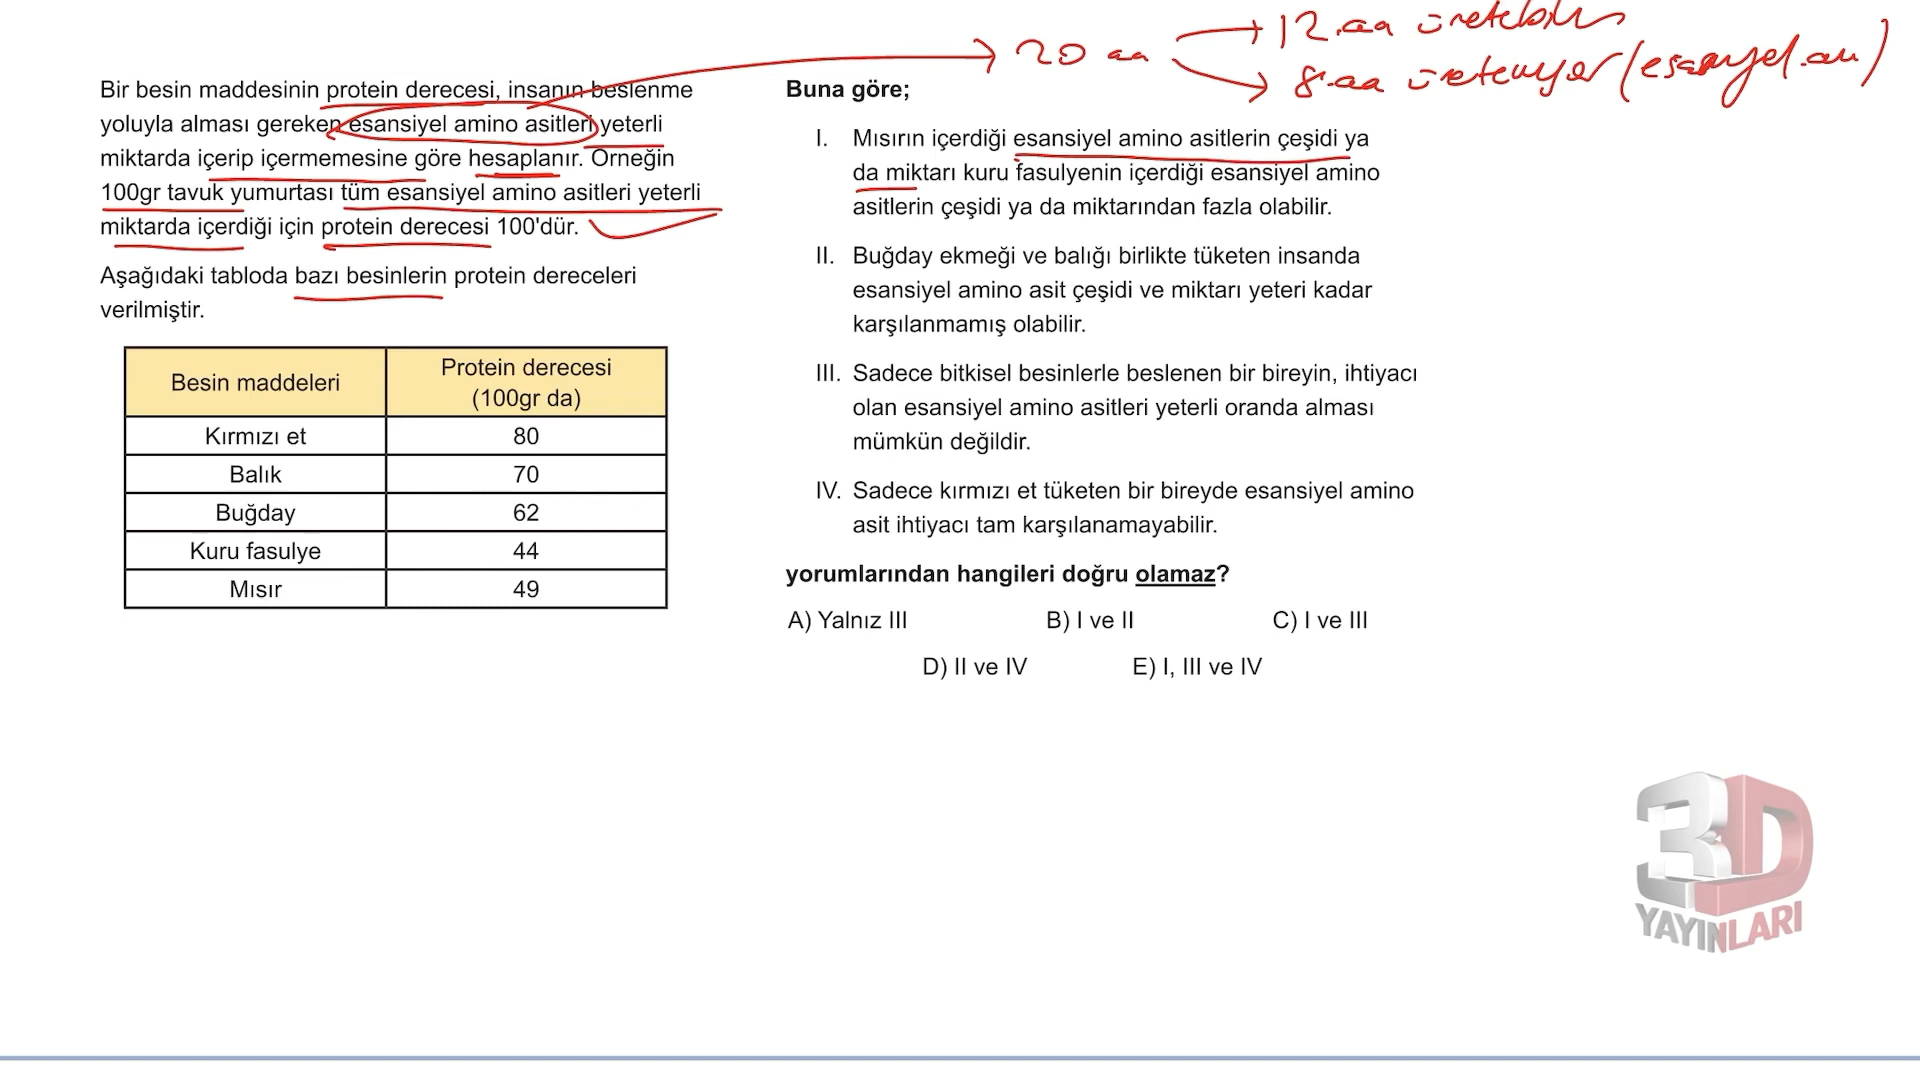 20 aa
12 aa üretebilir
8 aa üretemiyor (esansiyel aa)
Bir besin maddesinin protein derecesi, insanın beslenme
yoluyla alması gereken esansiyel amino asitleri yeterli
miktarda içerip içermemesine göre hesaplanır. Örneğin
100gr tavuk yumurtası tüm esansiyel amino asitleri yeterli
miktarda içerdiği için protein derecesi 100'dür.
Aşağıdaki tabloda bazı besinlerin protein dereceleri
verilmiştir.
Besin maddeleri Protein derecesi
(100gr da)
Kırmızı et 80
Balık 70
Buğday 62
Kuru fasulye 44
Mısır 49
Buna göre;
I. Mısırın içerdiği esansiyel amino asitlerin çeşidi ya
da miktarı kuru fasulyenin içerdiği esansiyel amino
asitlerin çeşidi ya da miktarından fazla olabilir.
II. Buğday ekmeği ve balığı birlikte tüketen insanda
esansiyel amino asit çeşidi ve miktarı yeteri kadar
karşılanmamış olabilir.
III. Sadece bitkisel besinlerle beslenen bir bireyin, ihtiyacı
olan esansiyel amino asitleri yeterli oranda alması
mümkün değildir.
IV. Sadece kırmızı et tüketen bir bireyde esansiyel amino
asit ihtiyacı tam karşılanamayabilir.
yorumlarından hangileri doğru olamaz?
A) Yalnız III B) I ve II C) I ve III
D) II ve IV E) I, III ve IV
3D
YAYINLARI